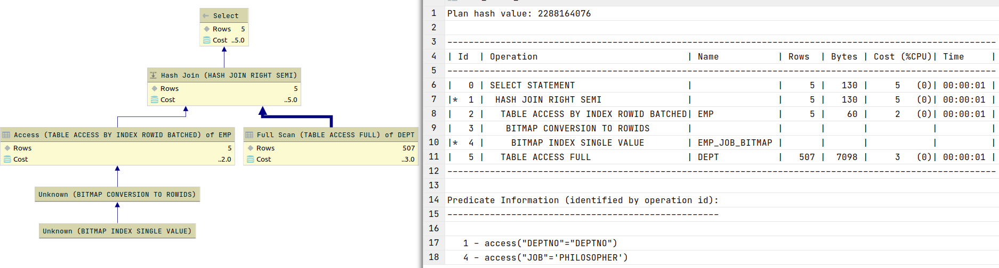 Select
Rows 5
Cost ..5.0
Hash Join (HASH JOIN RIGHT SEMI)
Rows 5
Cost ..5.0
Access (TABLE ACCESS BY INDEX ROWID BATCHED) of EMP
Rows 5
Cost ..2.0
Full Scan (TABLE ACCESS FULL) of DEPT
Rows 507
Cost ..3.0
Unknown (BITMAP CONVERSION TO ROWIDS)
Unknown (BITMAP INDEX SINGLE VALUE)
1 Plan hash value: 2288164076
2
3 -------------------------------------------------------------------------------------------------------
4 | Id  | Operation                            | Name           | Rows  | Bytes | Cost (%CPU)| Time     |
5 -------------------------------------------------------------------------------------------------------
6 |   0 | SELECT STATEMENT                     |                |     5 |   130 |     5   (0)| 00:00:01 |
7 |*  1 |  HASH JOIN RIGHT SEMI                |                |     5 |   130 |     5   (0)| 00:00:01 |
8 |   2 |   TABLE ACCESS BY INDEX ROWID BATCHED| EMP            |     5 |    60 |     2   (0)| 00:00:01 |
9 |   3 |    BITMAP CONVERSION TO ROWIDS       |                |       |       |            |          |
10 |*  4 |     BITMAP INDEX SINGLE VALUE        | EMP_JOB_BITMAP |       |       |            |          |
11 |   5 |   TABLE ACCESS FULL                  | DEPT           |   507 |  7098 |     3   (0)| 00:00:01 |
12 -------------------------------------------------------------------------------------------------------
13
14 Predicate Information (identified by operation id):
15 ---------------------------------------------------
16
17    1 - access("DEPTNO"="DEPTNO")
18    4 - access("JOB"='PHILOSOPHER')